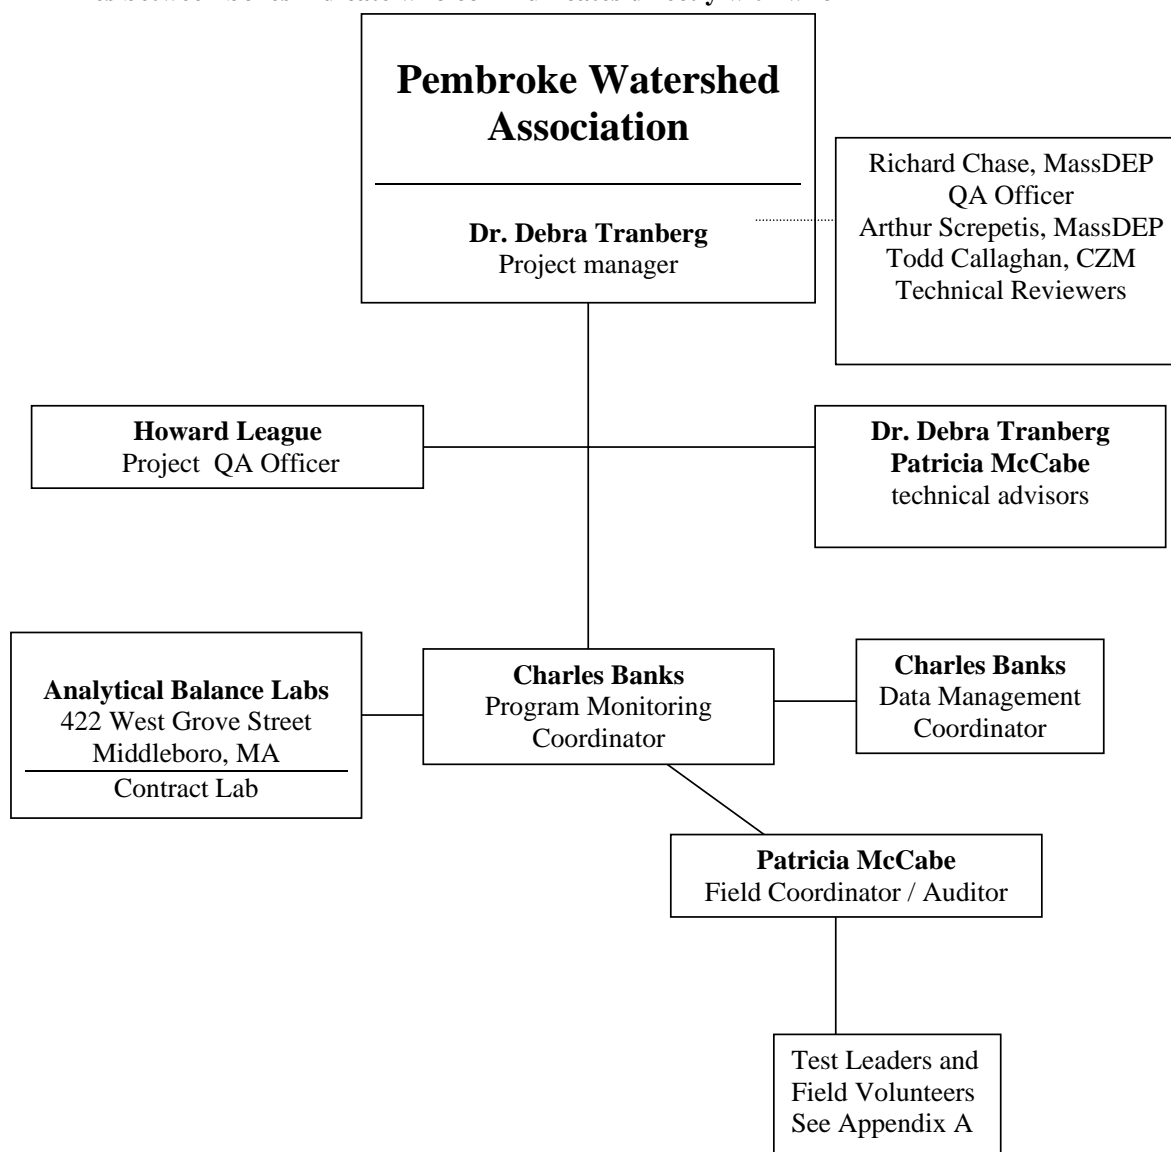 Pembroke Watershed
Association
Dr. Debra Tranberg
Project manager
Richard Chase, MassDEP
QA Officer
Arthur Screpetis, MassDEP
Todd Callaghan, CZM
Technical Reviewers
Howard League
Project QA Officer
Dr. Debra Tranberg
Patricia McCabe
technical advisors
Analytical Balance Labs
422 West Grove Street
Middleboro, MA
Contract Lab
Charles Banks
Program Monitoring
Coordinator
Charles Banks
Data Management
Coordinator
Patricia McCabe
Field Coordinator / Auditor
Test Leaders and
Field Volunteers
See Appendix A